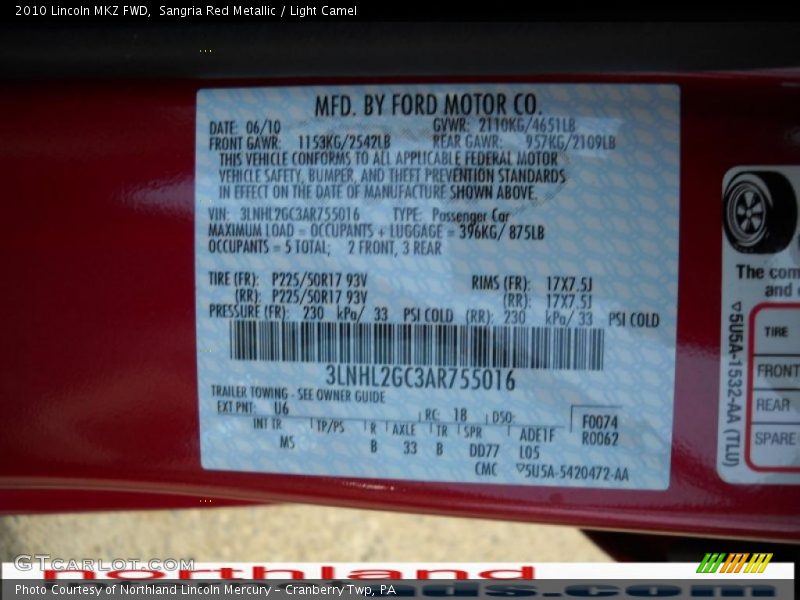 2010 Lincoln MKZ FWD, Sangria Red Metallic / Light Camel
MFD. BY FORD MOTOR CO.
DATE: 06/10 GVWR: 2110KG/4651LB
FRONT GAWR: 1153KG/2542LB REAR GAWR: 957KG/2109LB
THIS VEHICLE CONFORMS TO ALL APPLICABLE FEDERAL MOTOR
VEHICLE SAFETY, BUMPER, AND THEFT PREVENTION STANDARDS
IN EFFECT ON THE DATE OF MANUFACTURE SHOWN ABOVE.
VIN: 3LNHL2GC3AR755016 TYPE: Passenger Car
MAXIMUM LOAD = OCCUPANTS + LUGGAGE = 396KG/ 875LB
OCCUPANTS = 5 TOTAL; 2 FRONT, 3 REAR
TIRE (FR): P225/50R17 93V RIMS (FR): 17X7.5J
(RR): P225/50R17 93V (RR): 17X7.5J
PRESSURE (FR): 230 kPa/ 33 PSI COLD (RR): 230 kPa/ 33 PSI COLD
3LNHL2GC3AR755016
TRAILER TOWING - SEE OWNER GUIDE
EXT PNT: U6 RC: 18 DSO: F0074
INT TR TP/PS R AXLE TR SPR ADETF R0062
MS B 33 B DD77 L05
CMC ▽5U5A-5420472-AA
The com
and
TIRE
FRONT
REAR
SPARE
▽5U5A-1532-AA (TLU)
GTCarLot.com
northland
Photo Courtesy of Northland Lincoln Mercury - Cranberry Twp, PA